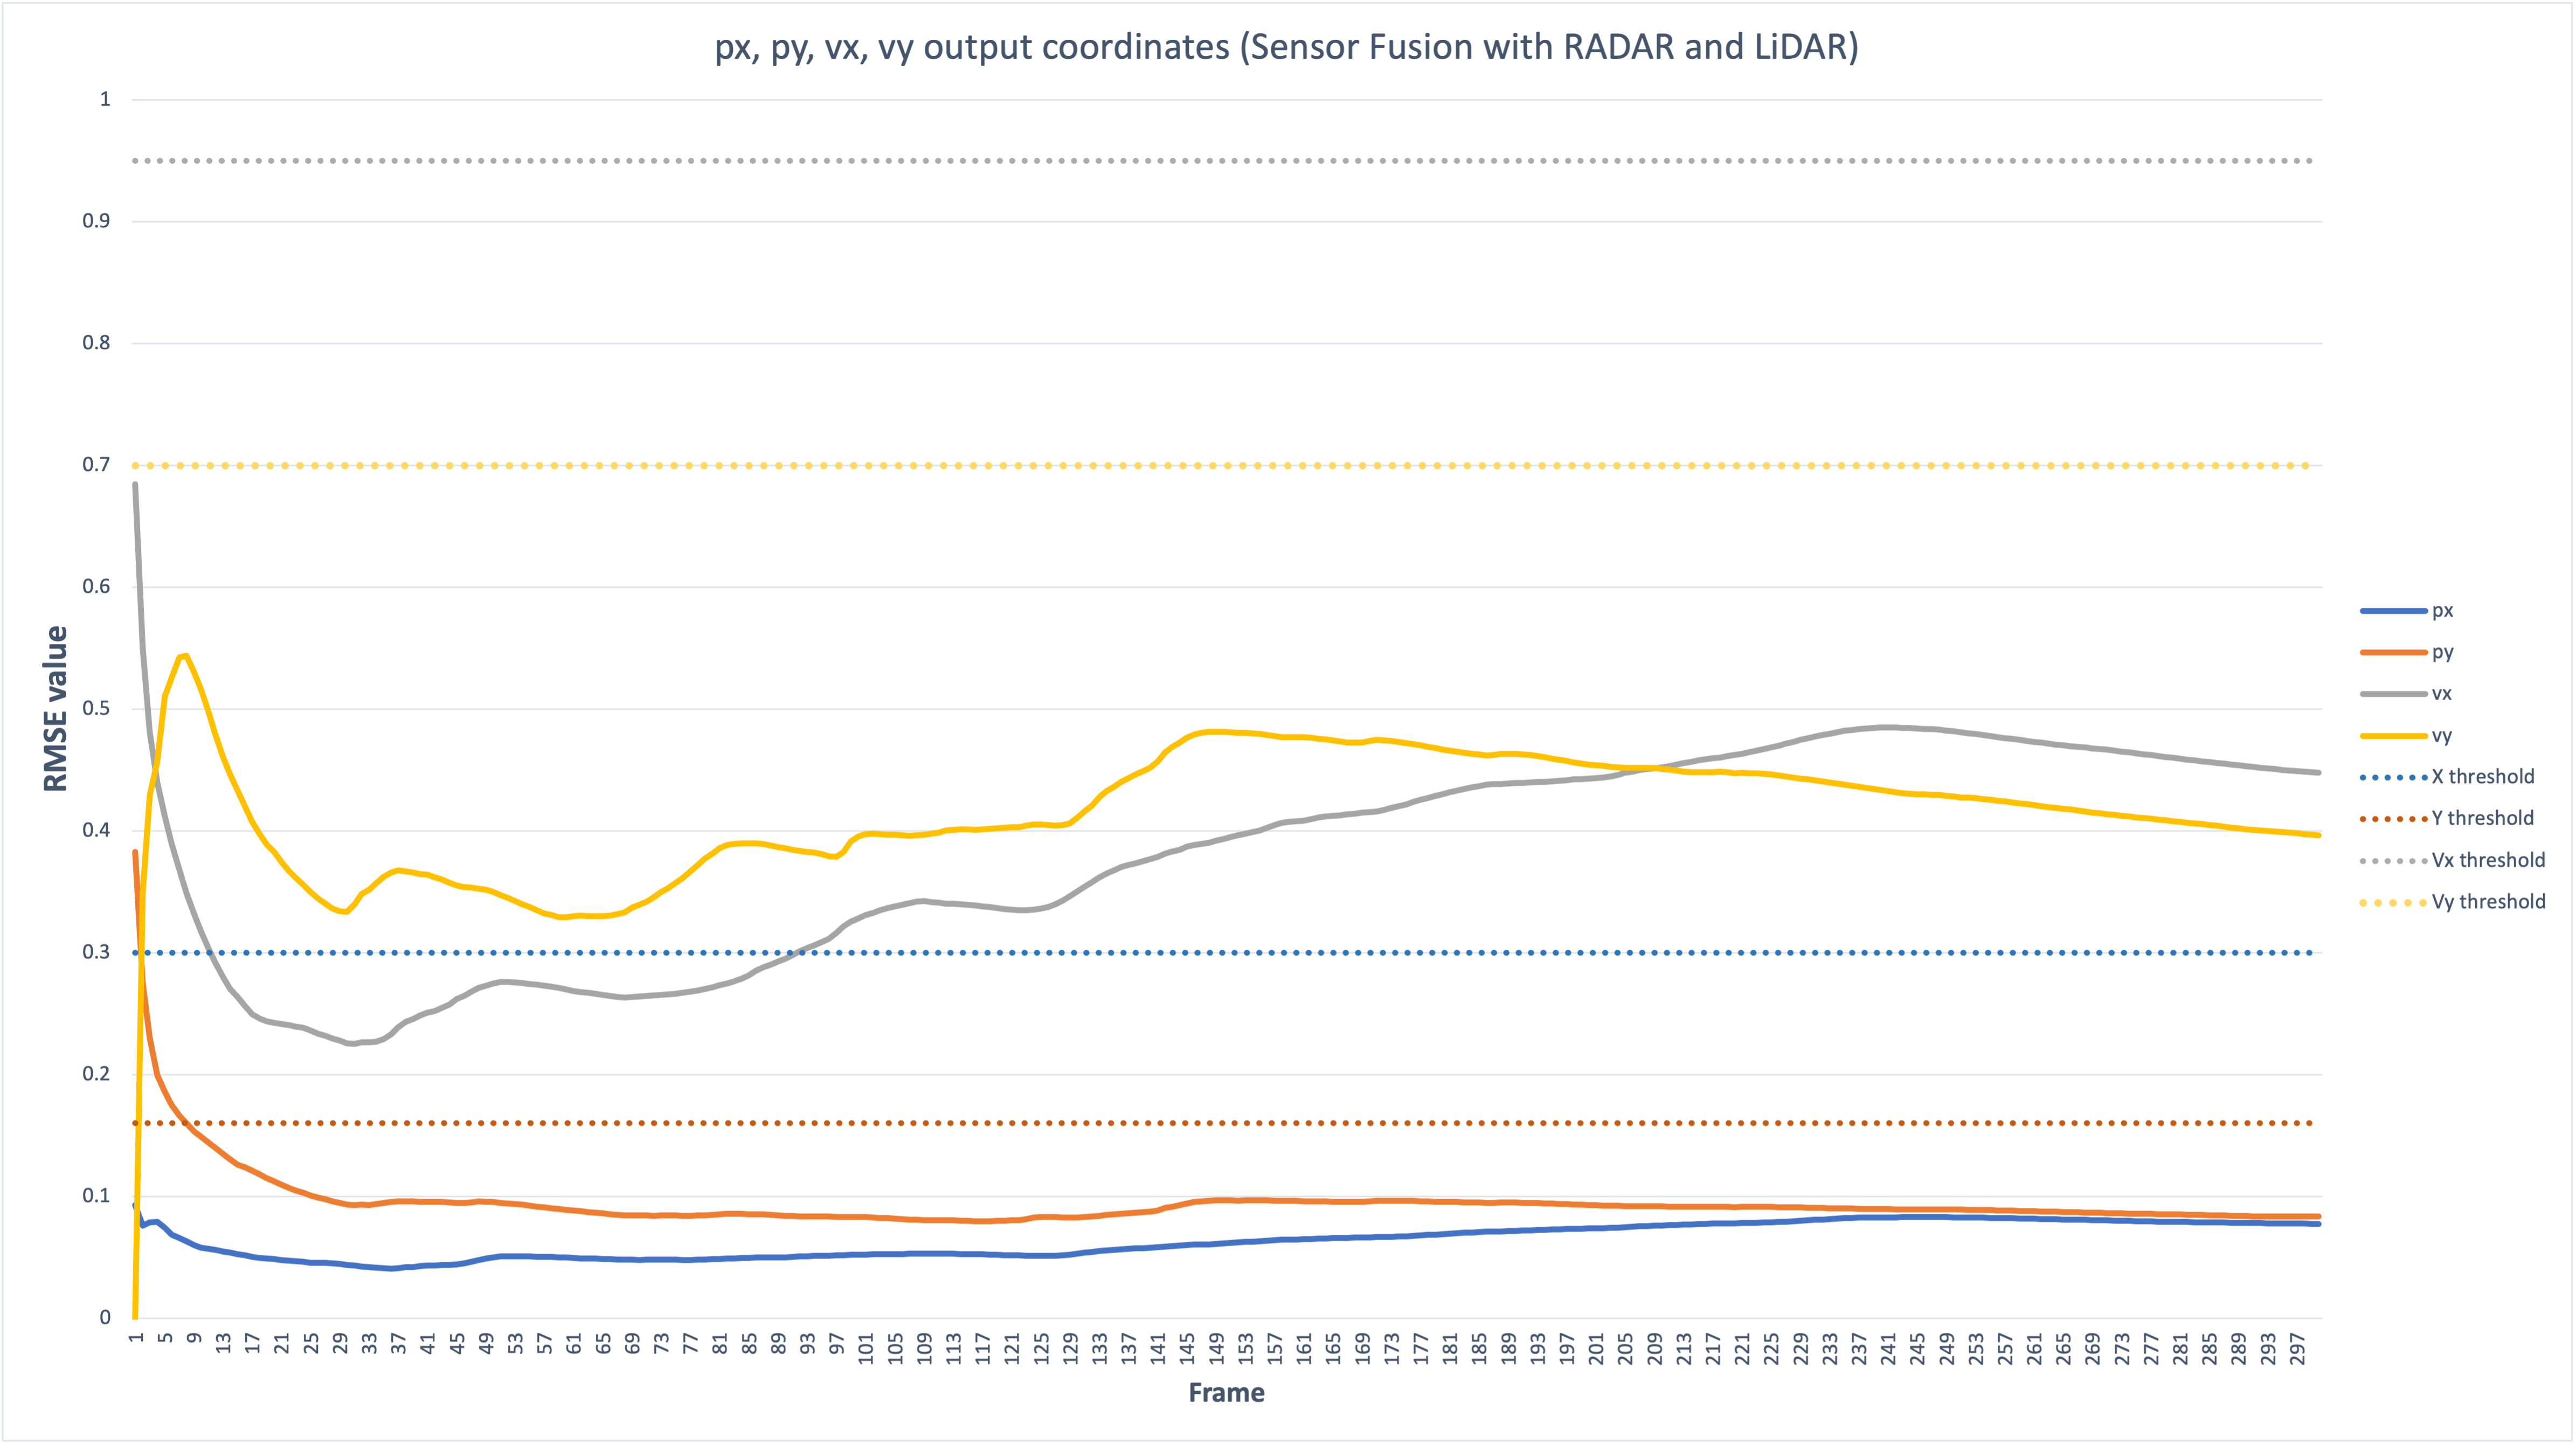 px, py, vx, vy output coordinates (Sensor Fusion with RADAR and LiDAR)
1
0.9
0.8
0.7
0.6
0.5
0.4
0.3
0.2
0.1
0
RMSE value
px
py
vx
vy
X threshold
Y threshold
Vx threshold
Vy threshold
1 5 9 13 17 21 25 29 33 37 41 45 49 53 57 61 65 69 73 77 81 85 89 93 97 101 105 109 113 117 121 125 129 133 137 141 145 149 153 157 161 165 169 173 177 181 185 189 193 197 201 205 209 213 217 221 225 229 233 237 241 245 249 253 257 261 265 269 273 277 281 285 289 293 297
Frame